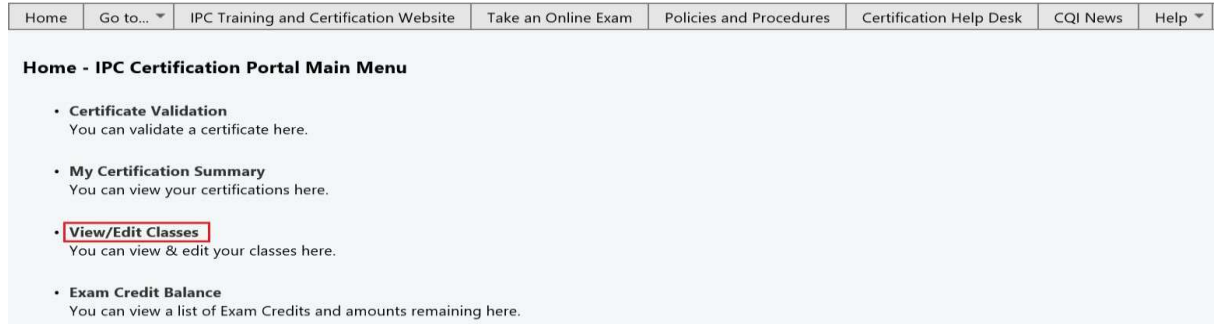 Home Go to... IPC Training and Certification Website Take an Online Exam Policies and Procedures Certification Help Desk CQI News Help
Home - IPC Certification Portal Main Menu
• Certificate Validation
You can validate a certificate here.
• My Certification Summary
You can view your certifications here.
• View/Edit Classes
You can view & edit your classes here.
• Exam Credit Balance
You can view a list of Exam Credits and amounts remaining here.